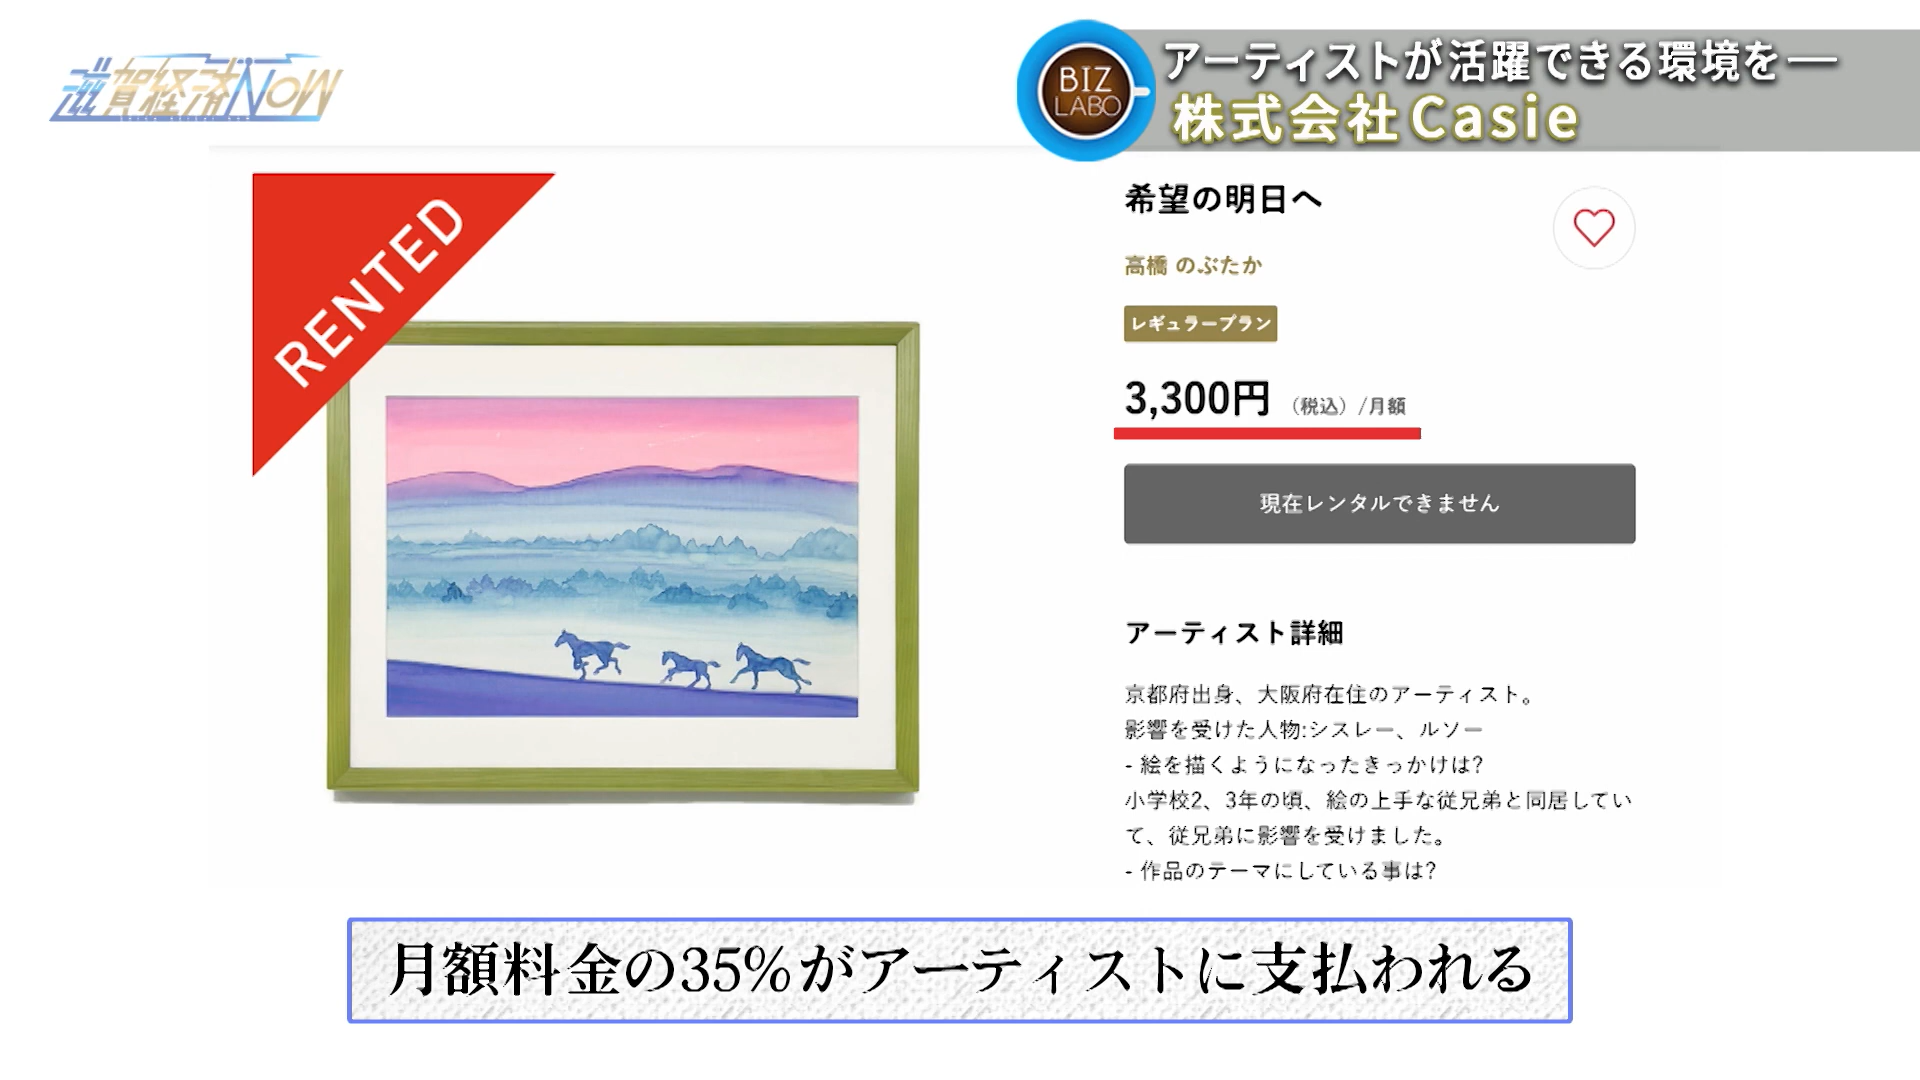 滋賀経済NOW
BIZ
LABO
アーティストが活躍できる環境を―
株式会社Casie
RENTED
希望の明日へ
高橋 のぶたか
レギュラープラン
3,300円 （税込）/月額
現在レンタルできません
アーティスト詳細
京都府出身、大阪府在住のアーティスト。
影響を受けた人物:シスレー、ルソー
- 絵を描くようになったきっかけは?
小学校2、3年の頃、絵の上手な従兄弟と同居してい
て、従兄弟に影響を受けました。
- 作品のテーマにしている事は?
月額料金の35%がアーティストに支払われる